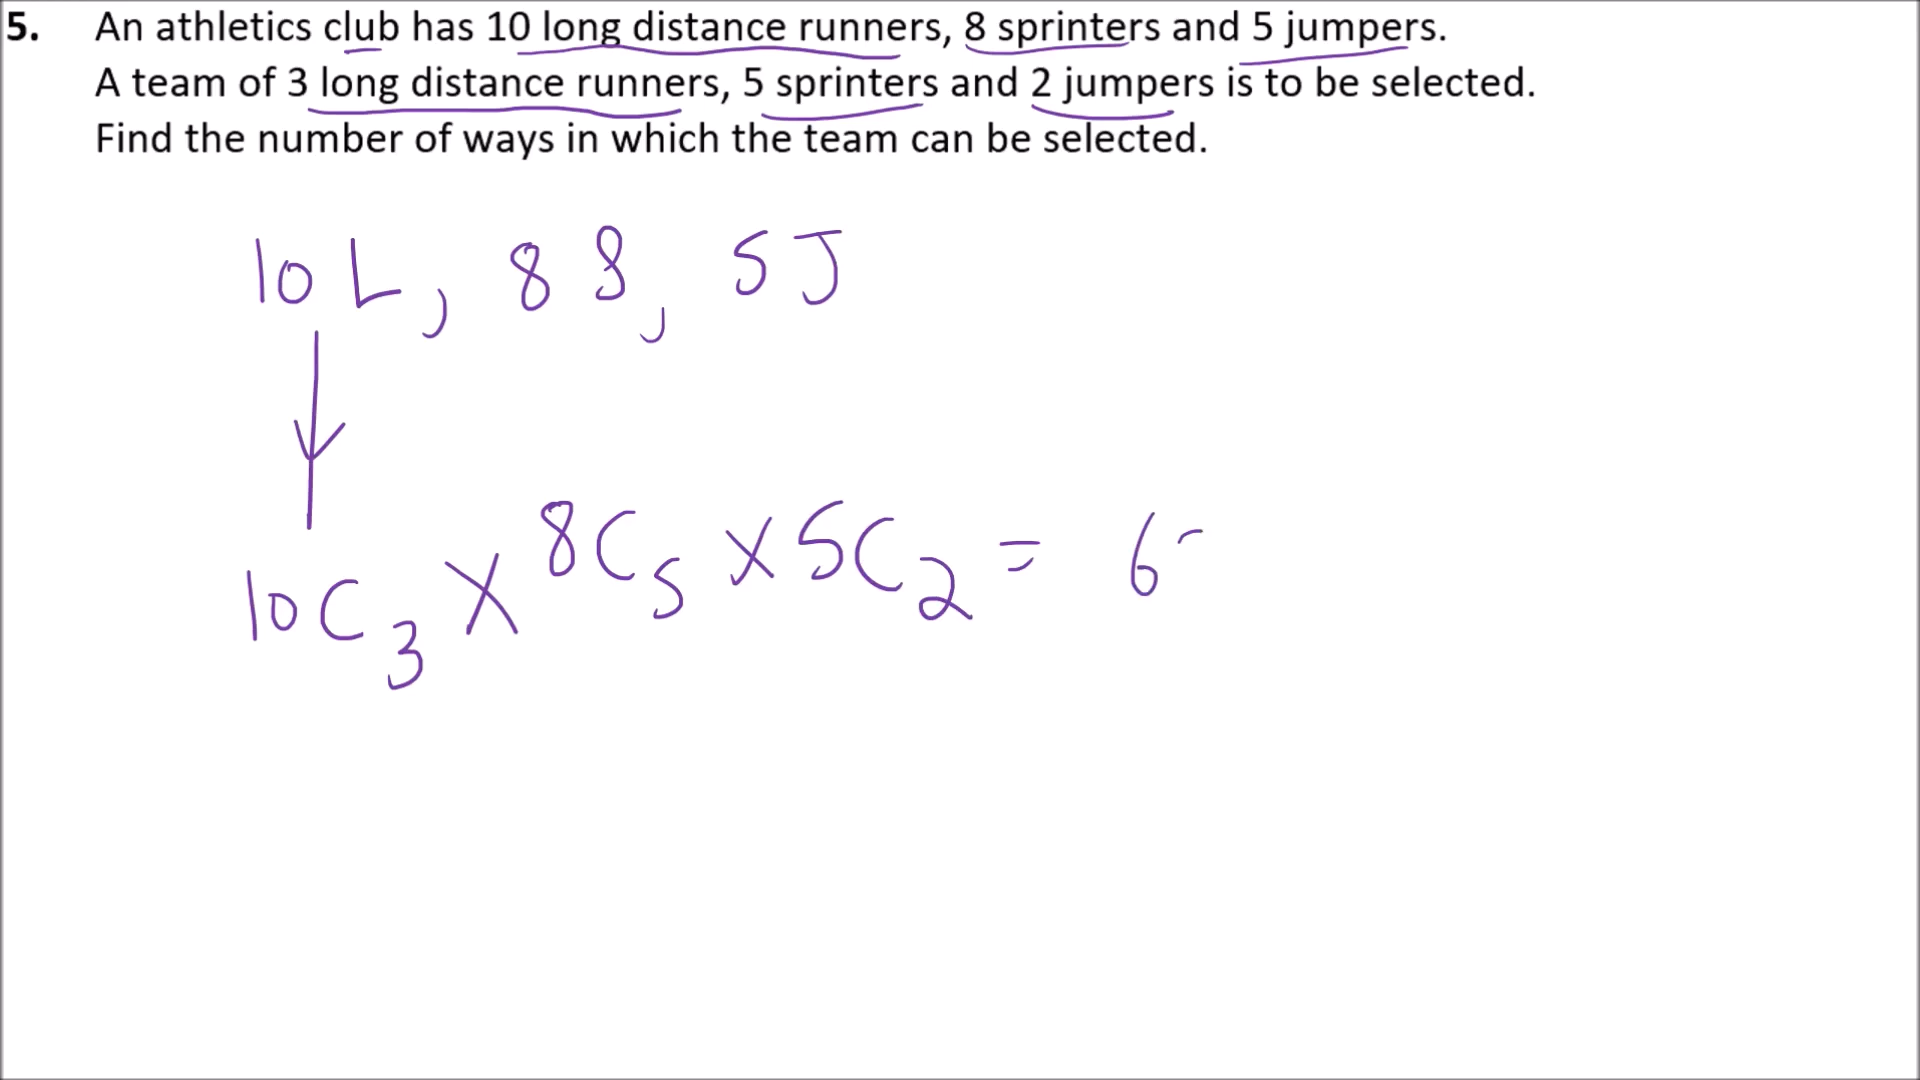 5. An athletics club has 10 long distance runners, 8 sprinters and 5 jumpers.
A team of 3 long distance runners, 5 sprinters and 2 jumpers is to be selected.
Find the number of ways in which the team can be selected.
10 L, 8 S, 5 J
10C3 X 8C5 X 5C2 = 6